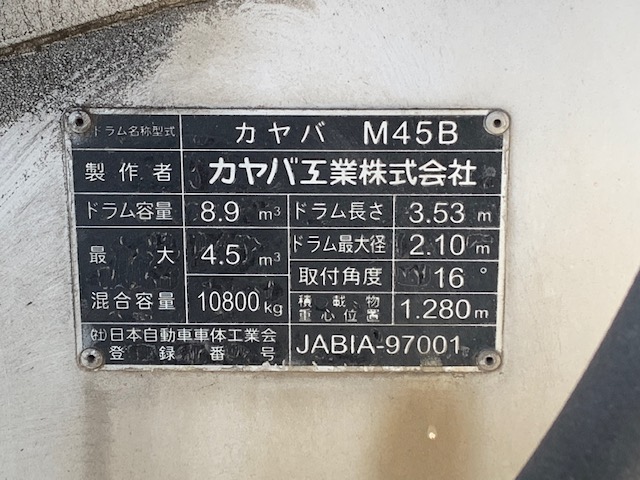 ドラム名称型式 カヤバ M45B
製作者 カヤバ工業株式会社
ドラム容量 8.9 m³ ドラム長さ 3.53 m
最大混合容量 4.5 m³ ドラム最大径 2.10 m
10800kg 取付角度 16°
積載物重心位置 1.280m
(社)日本自動車車体工業会
登録番号 JABIA-97001